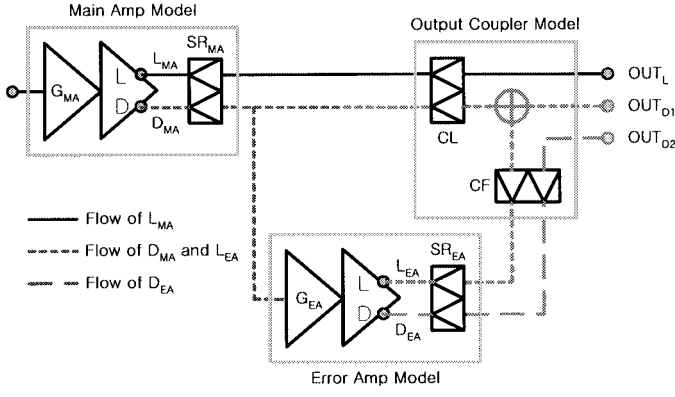 Main Amp Model
Output Coupler Model
SR_MA
L_MA
G_MA
L
D
D_MA
OUT_L
OUT_D1
OUT_D2
CL
CF
Flow of L_MA
Flow of D_MA and L_EA
Flow of D_EA
SR_EA
L_EA
G_EA
L
D
D_EA
Error Amp Model